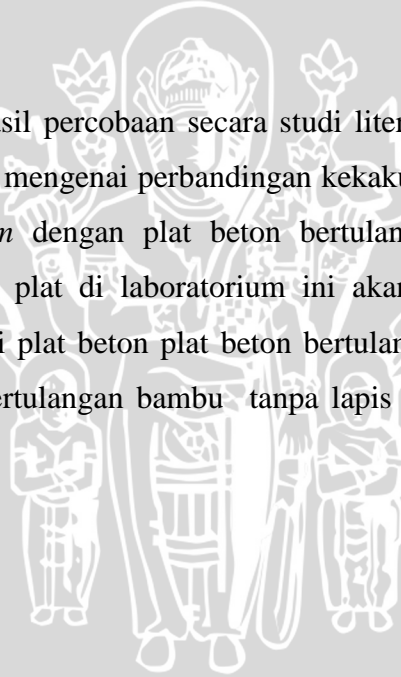 sil percobaan secara studi liter
mengenai perbandingan kekaku
m dengan plat beton bertulan
plat di laboratorium ini akan
i plat beton plat beton bertulan
ertulangan bambu tanpa lapis